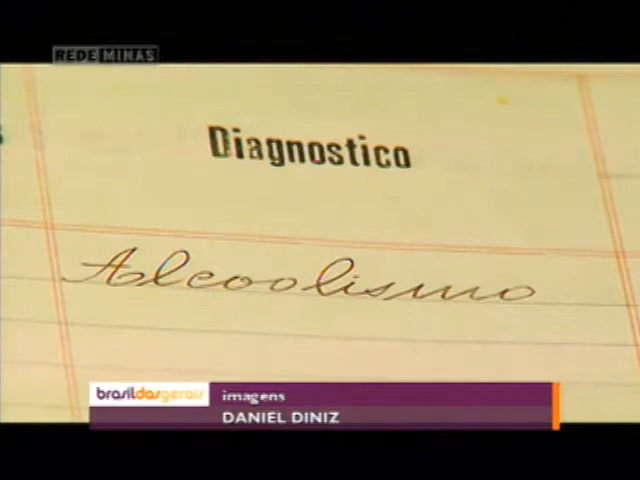 REDE MINAS
Diagnostico
Alcoolismo
brasildasgerais
imagens
DANIEL DINIZ